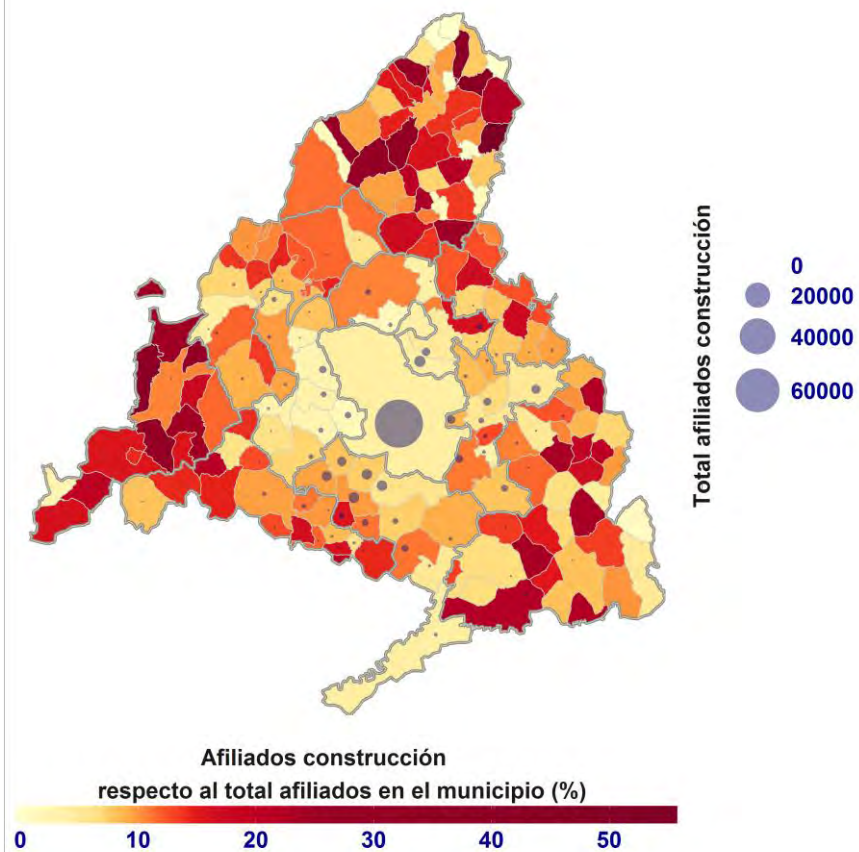 Total afiliados construcción
0
20000
40000
60000
Afiliados construcción
respecto al total afiliados en el municipio (%)
0 10 20 30 40 50